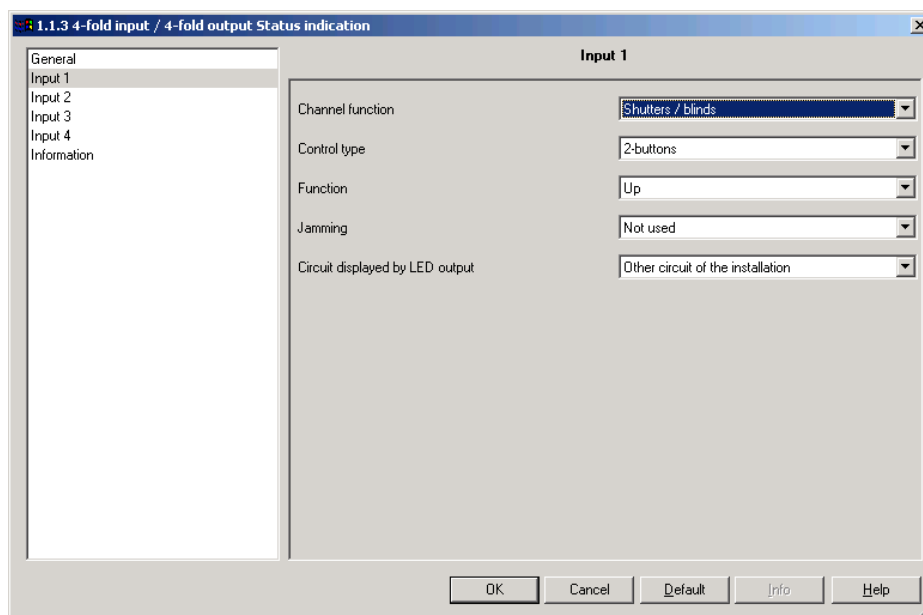 1.1.3 4-fold input / 4-fold output Status indication
General
Input 1
Input 2
Input 3
Input 4
Information
Input 1
Channel function Shutters / blinds
Control type 2-buttons
Function Up
Jamming Not used
Circuit displayed by LED output Other circuit of the installation
OK Cancel Default Info Help